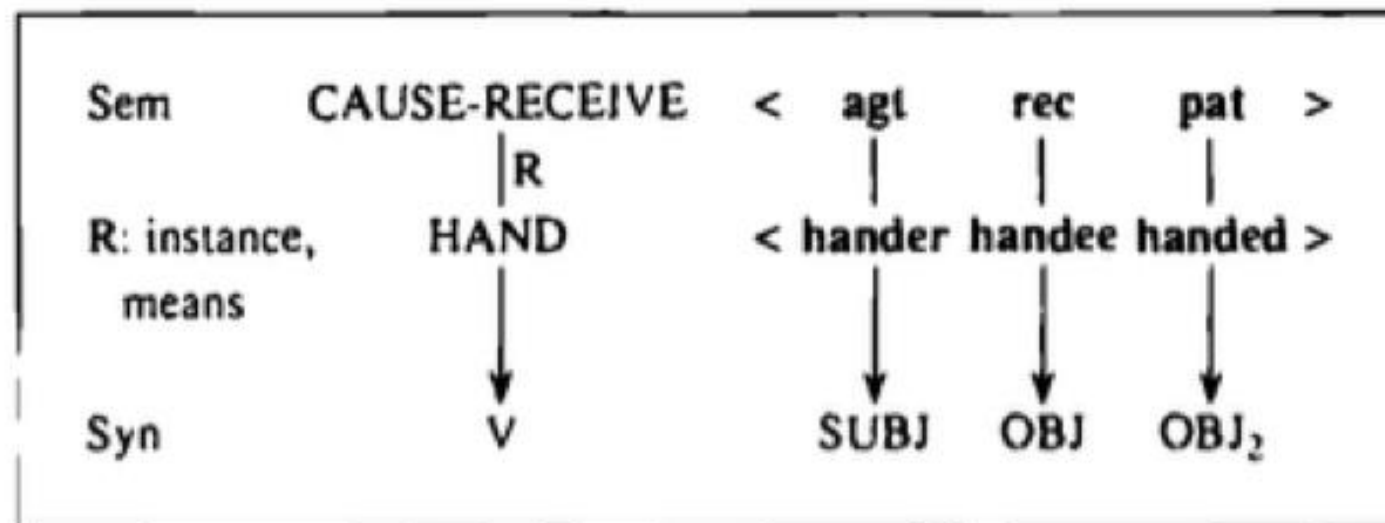 Sem CAUSE-RECEIVE < agt rec pat >
R
R: instance, HAND < hander handee handed >
means
Syn V SUBJ OBJ OBJ₂